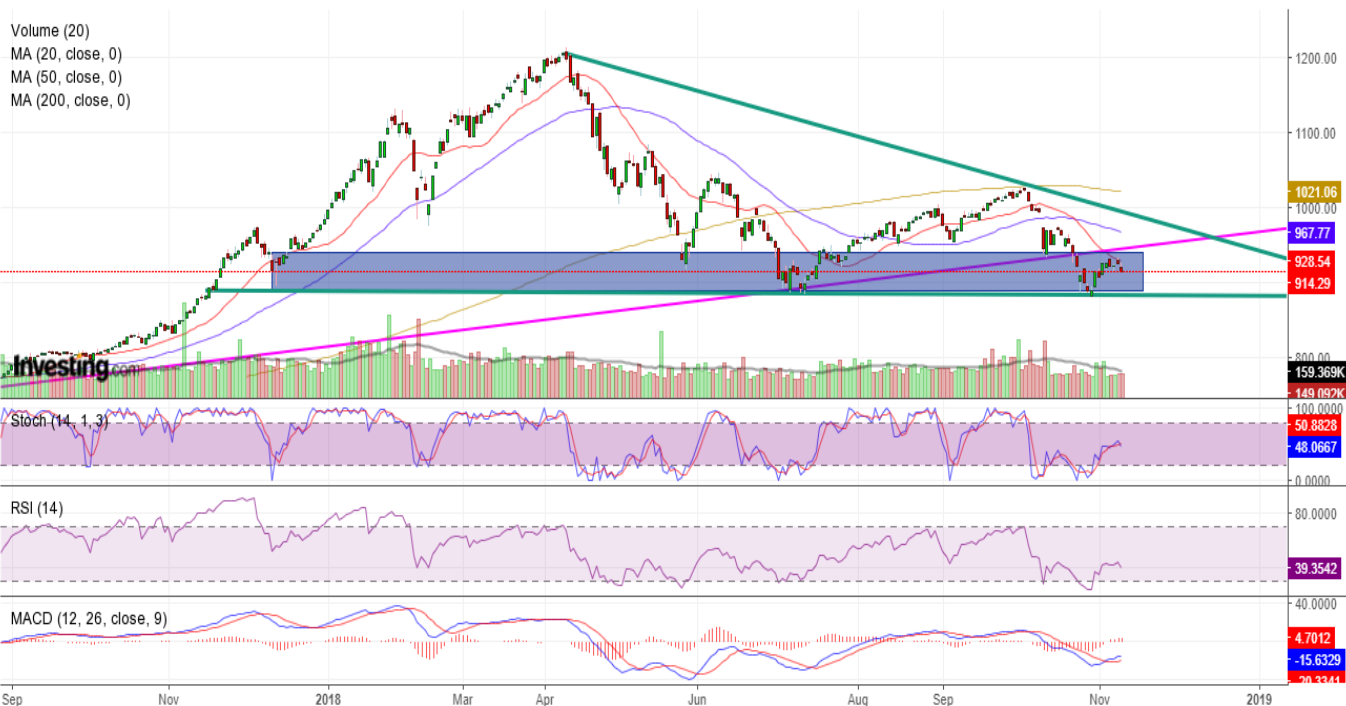 Volume (20)
MA (20, close, 0)
MA (50, close, 0)
MA (200, close, 0)
1200.00
1100.00
1021.06
1000.00
967.77
928.54
914.29
800.00
Investing.com
159.369K
149.092K
Stoch (14, 1, 3)
100.0000
50.8828
48.0667
0.0000
RSI (14)
80.0000
39.3542
MACD (12, 26, close, 9)
40.0000
4.7012
-15.6329
-20.3341
Sep Nov 2018 Mar Apr Jun Aug Sep Nov 2019